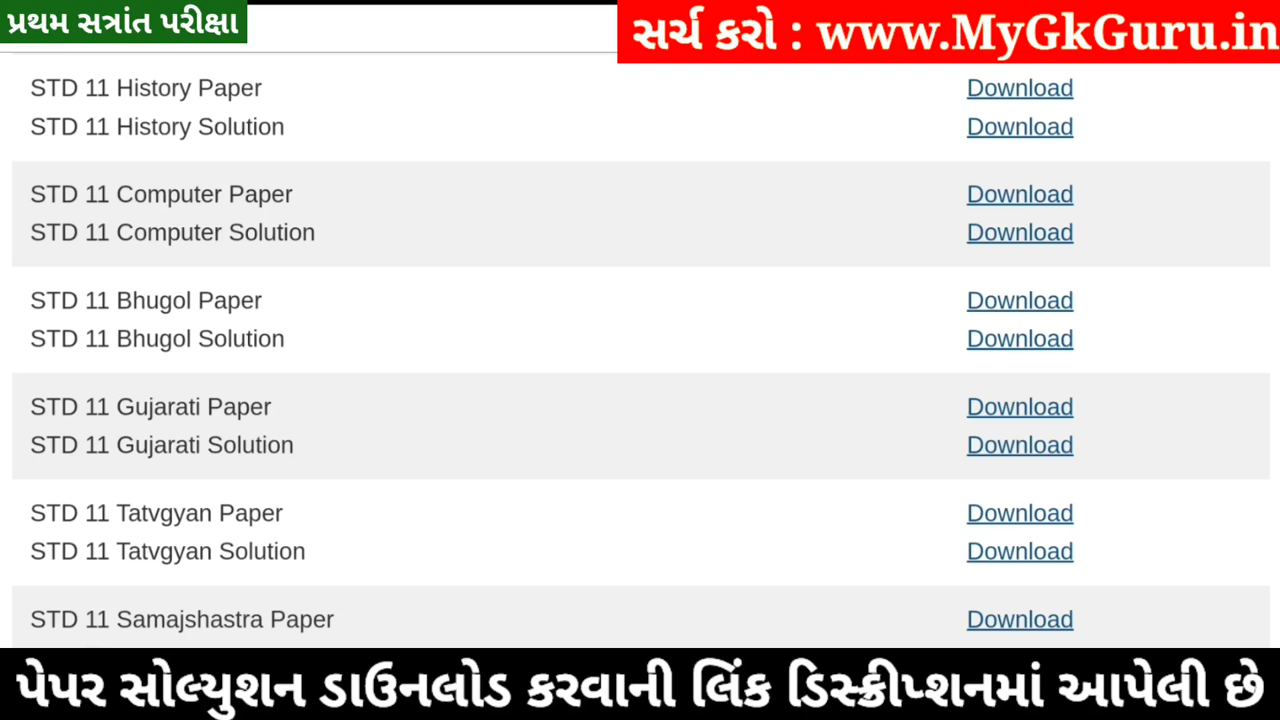 પ્રથમ સત્રાંત પરીક્ષા
સર્ચ કરો : www.MyGkGuru.in
STD 11 History Paper Download
STD 11 History Solution Download
STD 11 Computer Paper Download
STD 11 Computer Solution Download
STD 11 Bhugol Paper Download
STD 11 Bhugol Solution Download
STD 11 Gujarati Paper Download
STD 11 Gujarati Solution Download
STD 11 Tatvgyan Paper Download
STD 11 Tatvgyan Solution Download
STD 11 Samajshastra Paper Download
પેપર સોલ્યુશન ડાઉનલોડ કરવાની લિંક ડિસ્ક્રીપ્શનમાં આપેલી છે